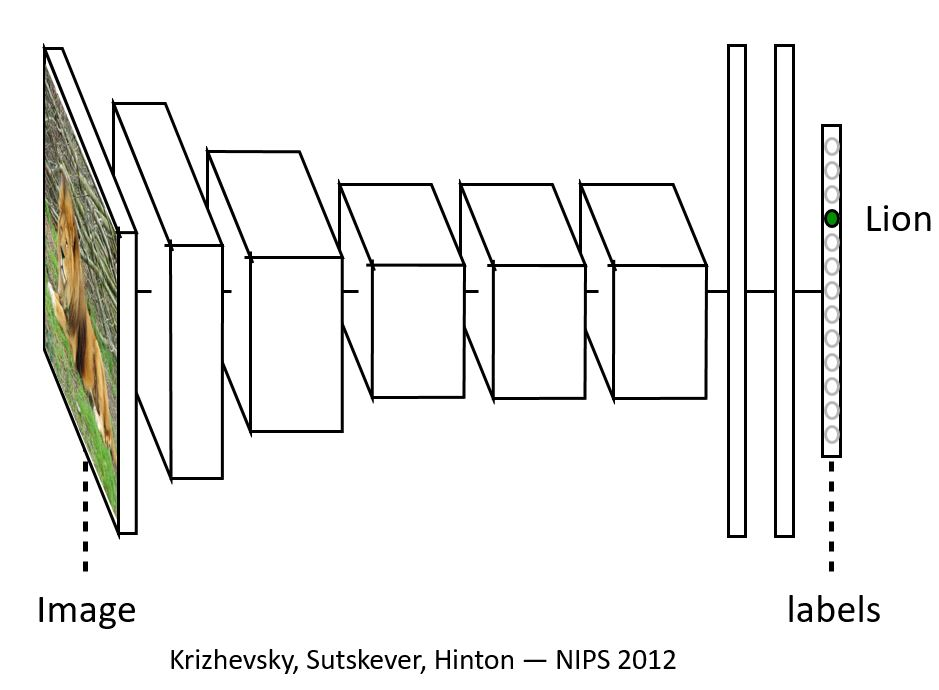 Lion
Image
labels
Krizhevsky, Sutskever, Hinton — NIPS 2012